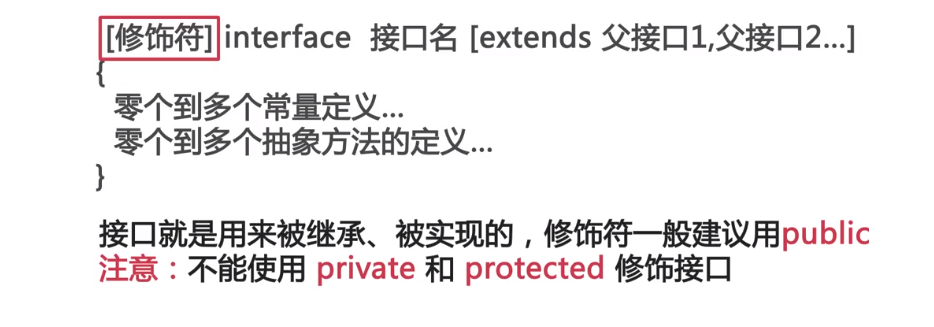 [修饰符] interface 接口名 [extends 父接口1,父接口2...]
{
零个到多个常量定义...
零个到多个抽象方法的定义...
}
接口就是用来被继承、被实现的，修饰符一般建议用public
注意：不能使用 private 和 protected 修饰接口